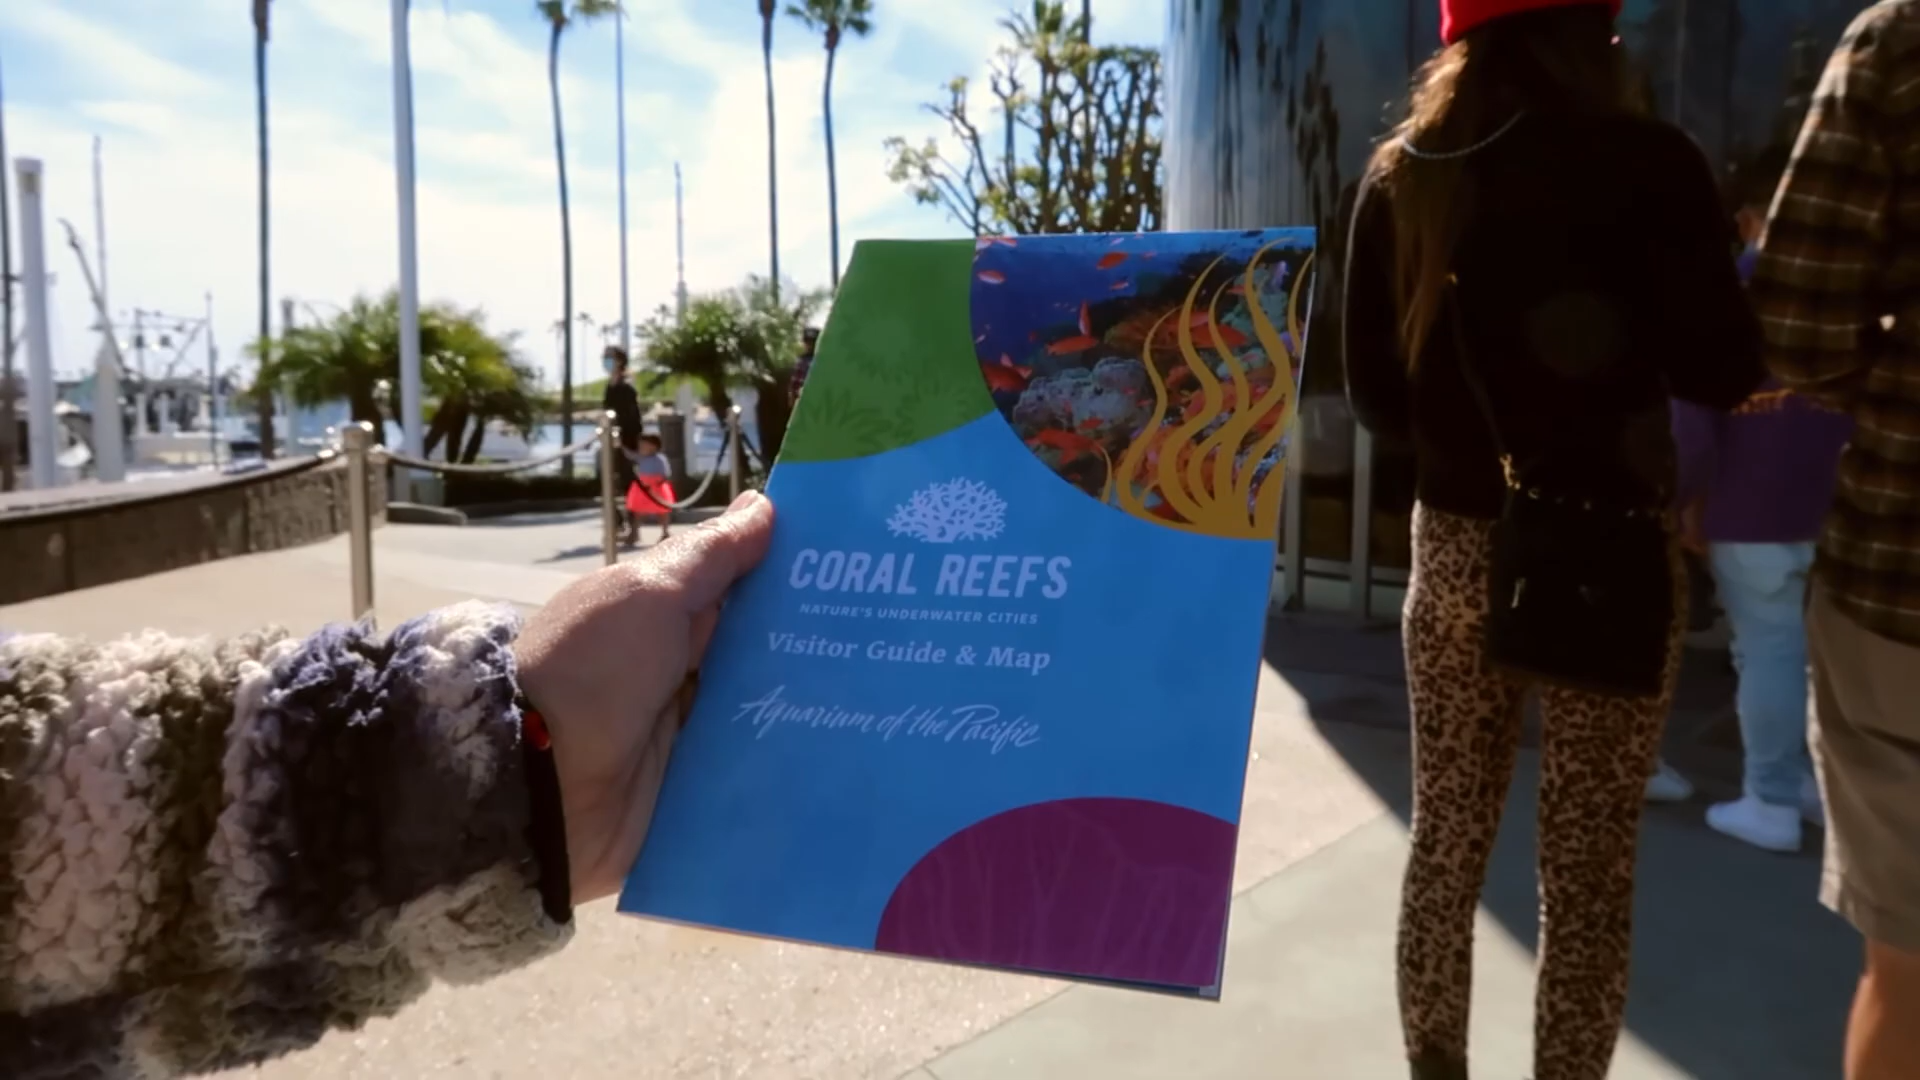 CORAL REEFS
NATURE'S UNDERWATER CITIES
Visitor Guide & Map
Aquarium of the Pacific